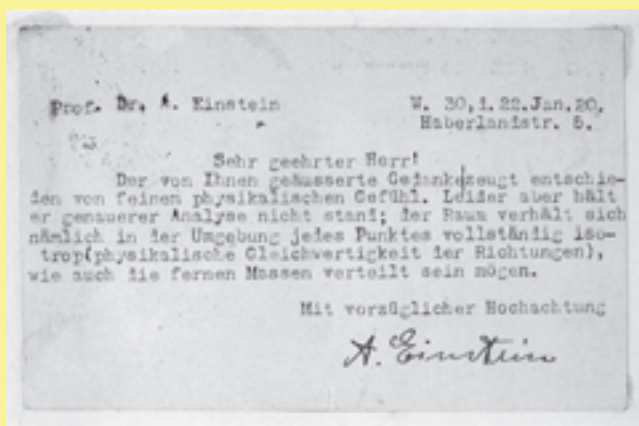 Prof. Dr. A. Einstein
W. 30, d. 22.Jan.20.
Haberlandstr. 5.
Sehr geehrter Herr!
Der von Ihnen geäusserte Gedanke zeugt entschie-
den von feinem physikalischen Gefühl. Leider aber hält
er genauerer Analyse nicht stand; der Raum verhält sich
nämlich in der Umgebung jedes Punktes vollständig iso-
trop(physikalische Gleichwertigkeit der Richtungen),
wie auch die fernen Massen verteilt sein mögen.
Mit vorzüglicher Hochachtung
A. Einstein